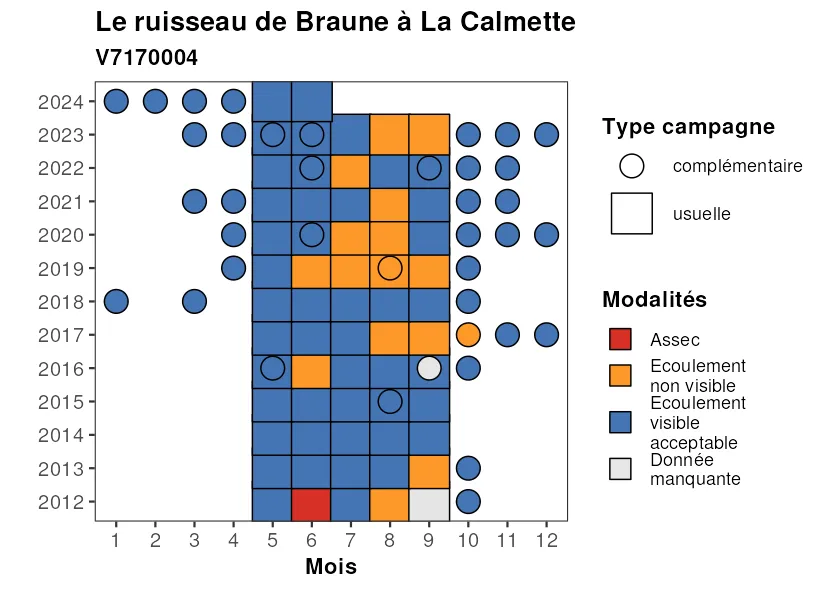 Le ruisseau de Braune à La Calmette
V7170004
2024
2023
2022
2021
2020
2019
2018
2017
2016
2015
2014
2013
2012
1 2 3 4 5 6 7 8 9 10 11 12
Mois
Type campagne
complémentaire
usuelle
Modalités
Assec
Ecoulement
non visible
Ecoulement
visible
acceptable
Donnée
manquante